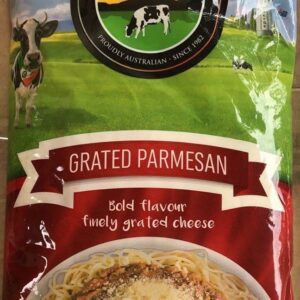 PROUDLY AUSTRALIAN · SINCE 1982
GRATED PARMESAN
Bold flavour
finely grated cheese